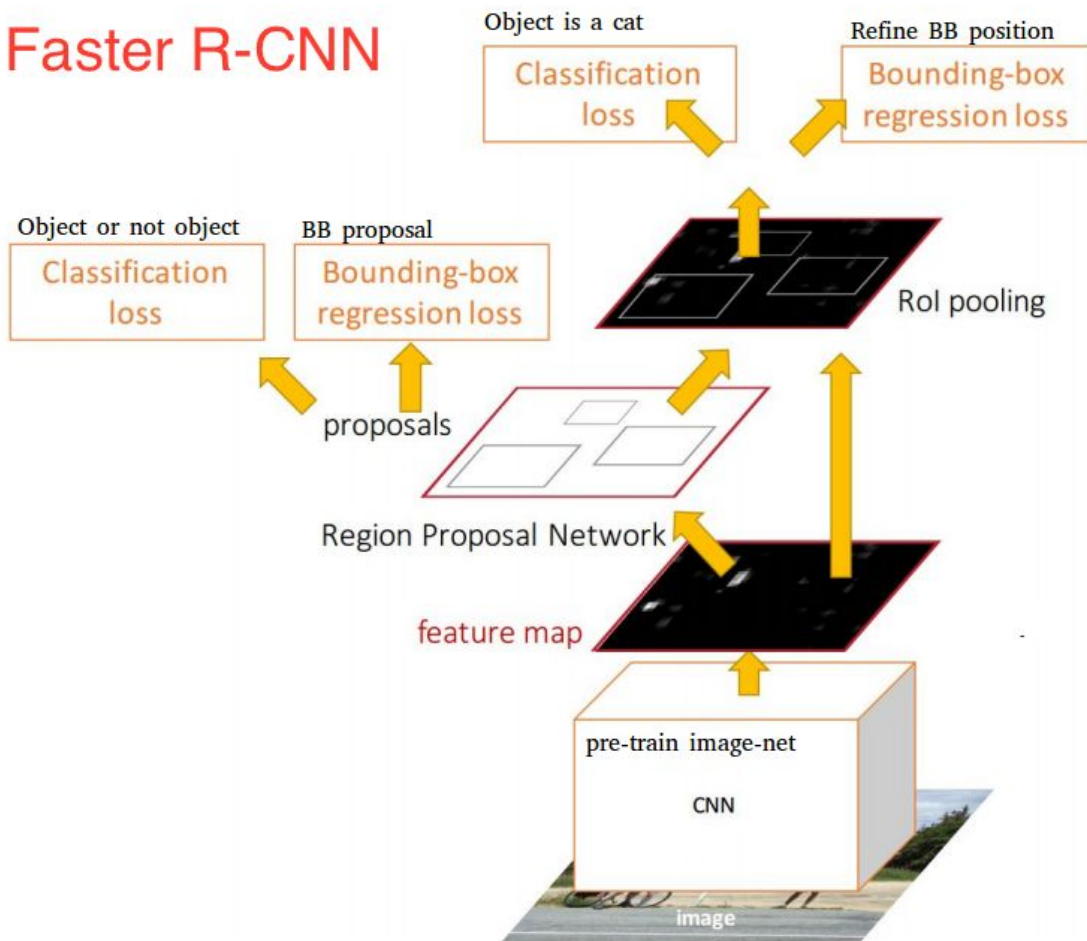 Faster R-CNN
Object is a cat
Classification
loss
Refine BB position
Bounding-box
regression loss
Object or not object
Classification
loss
BB proposal
Bounding-box
regression loss
RoI pooling
proposals
Region Proposal Network
feature map
-
pre-train image-net
CNN
image